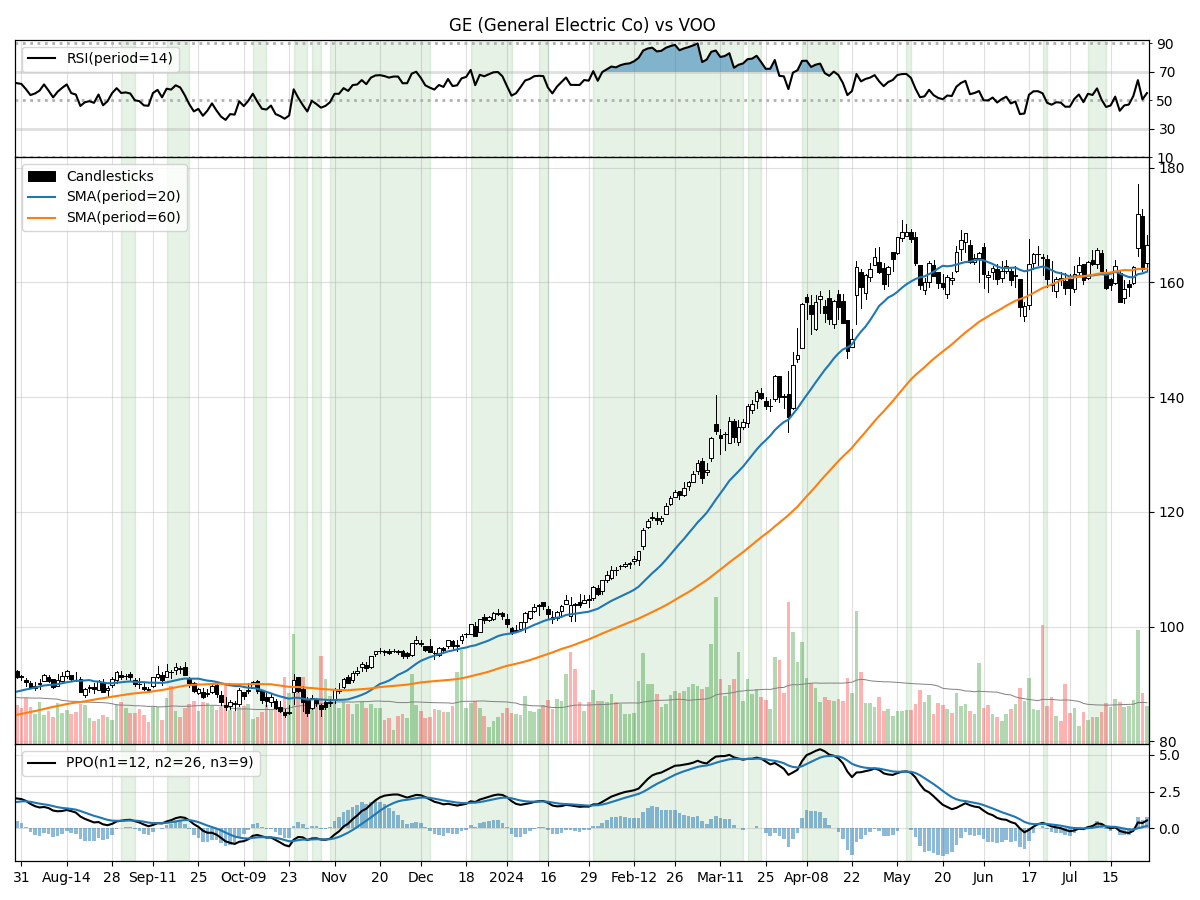 GE (General Electric Co) vs VOO
RSI(period=14)
90
70
50
30
10
Candlesticks
SMA(period=20)
SMA(period=60)
180
160
140
120
100
80
PPO(n1=12, n2=26, n3=9)
5.0
2.5
0.0
31 Aug-14 28 Sep-11 25 Oct-09 23 Nov 20 Dec 18 2024 16 29 Feb-12 26 Mar-11 25 Apr-08 22 May 20 Jun 17 Jul 15